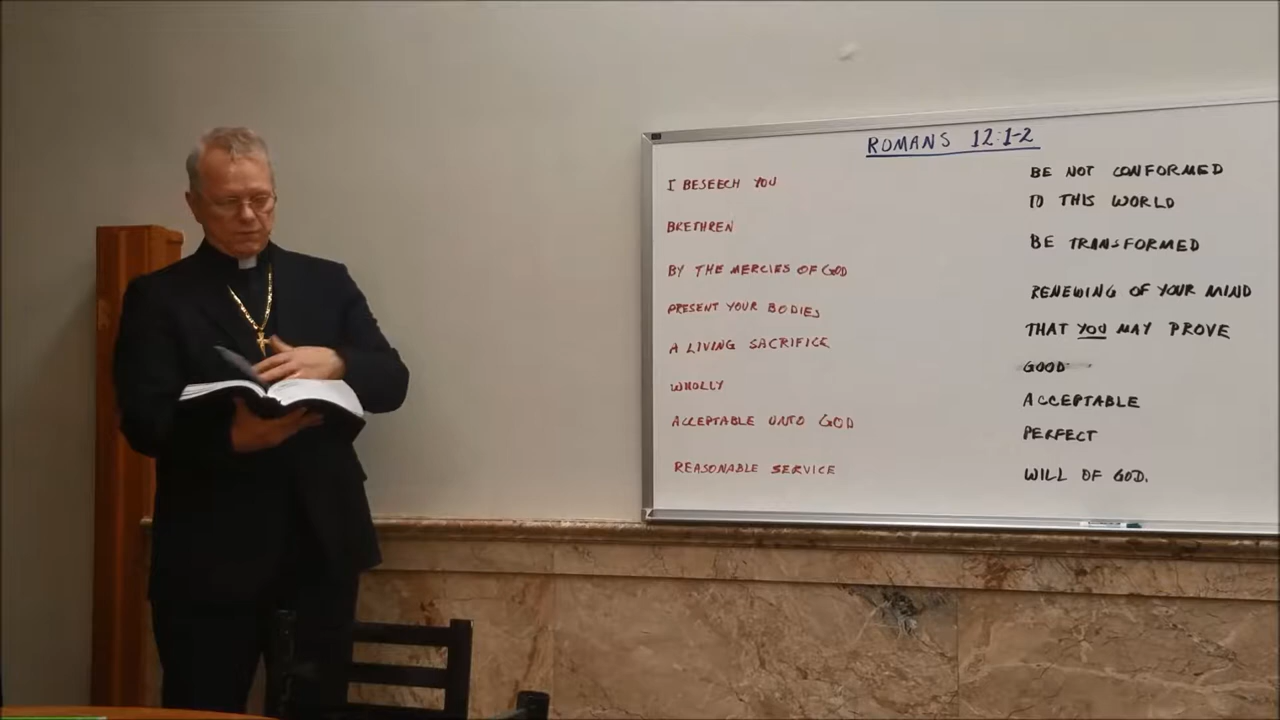 ROMANS 12:1-2
I BESEECH YOU
BRETHREN
BY THE MERCIES OF GOD
PRESENT YOUR BODIES
A LIVING SACRIFICE
WHOLLY
ACCEPTABLE UNTO GOD
REASONABLE SERVICE
BE NOT CONFORMED
TO THIS WORLD
BE TRANSFORMED
RENEWING OF YOUR MIND
THAT YOU MAY PROVE
GOOD
ACCEPTABLE
PERFECT
WILL OF GOD.